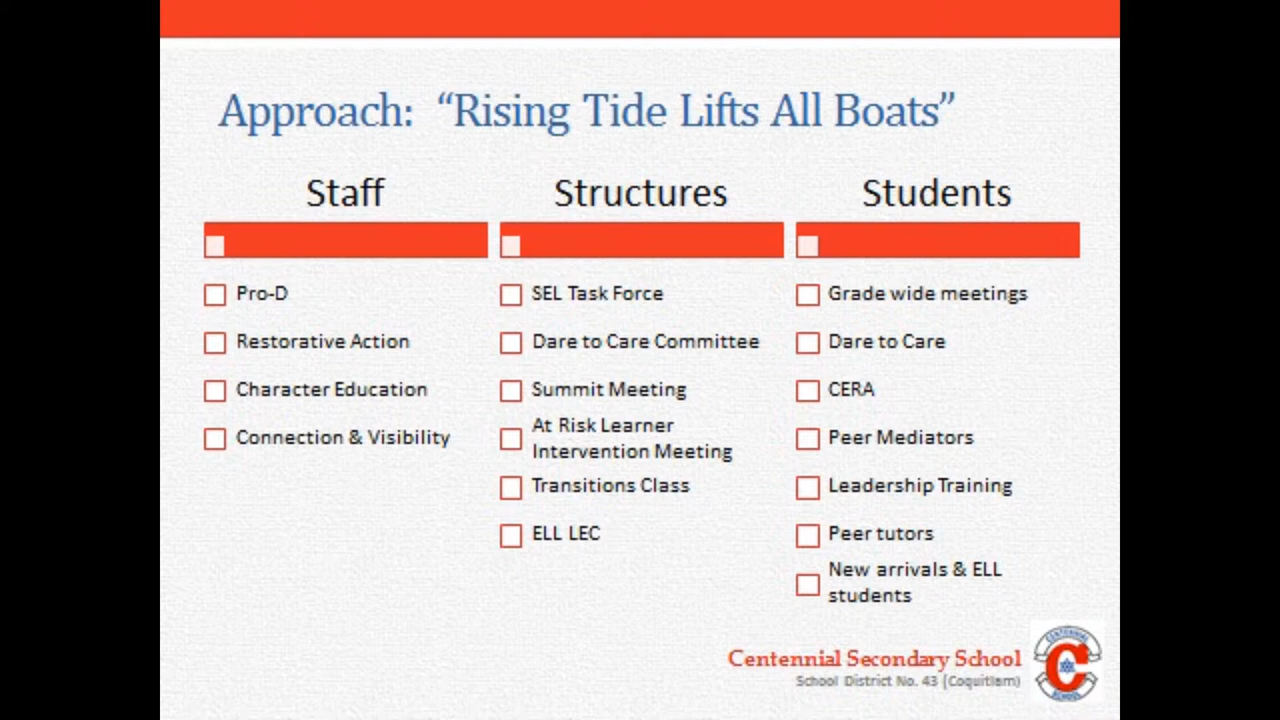 Approach: “Rising Tide Lifts All Boats”
Staff
Pro-D
Restorative Action
Character Education
Connection & Visibility
Structures
SEL Task Force
Dare to Care Committee
Summit Meeting
At Risk Learner
Intervention Meeting
Transitions Class
ELL LEC
Students
Grade wide meetings
Dare to Care
CERA
Peer Mediators
Leadership Training
Peer tutors
New arrivals & ELL
students
Centennial Secondary School
School District No. 43 (Coquitlam)
CENTENNIAL
C
SCHOOL